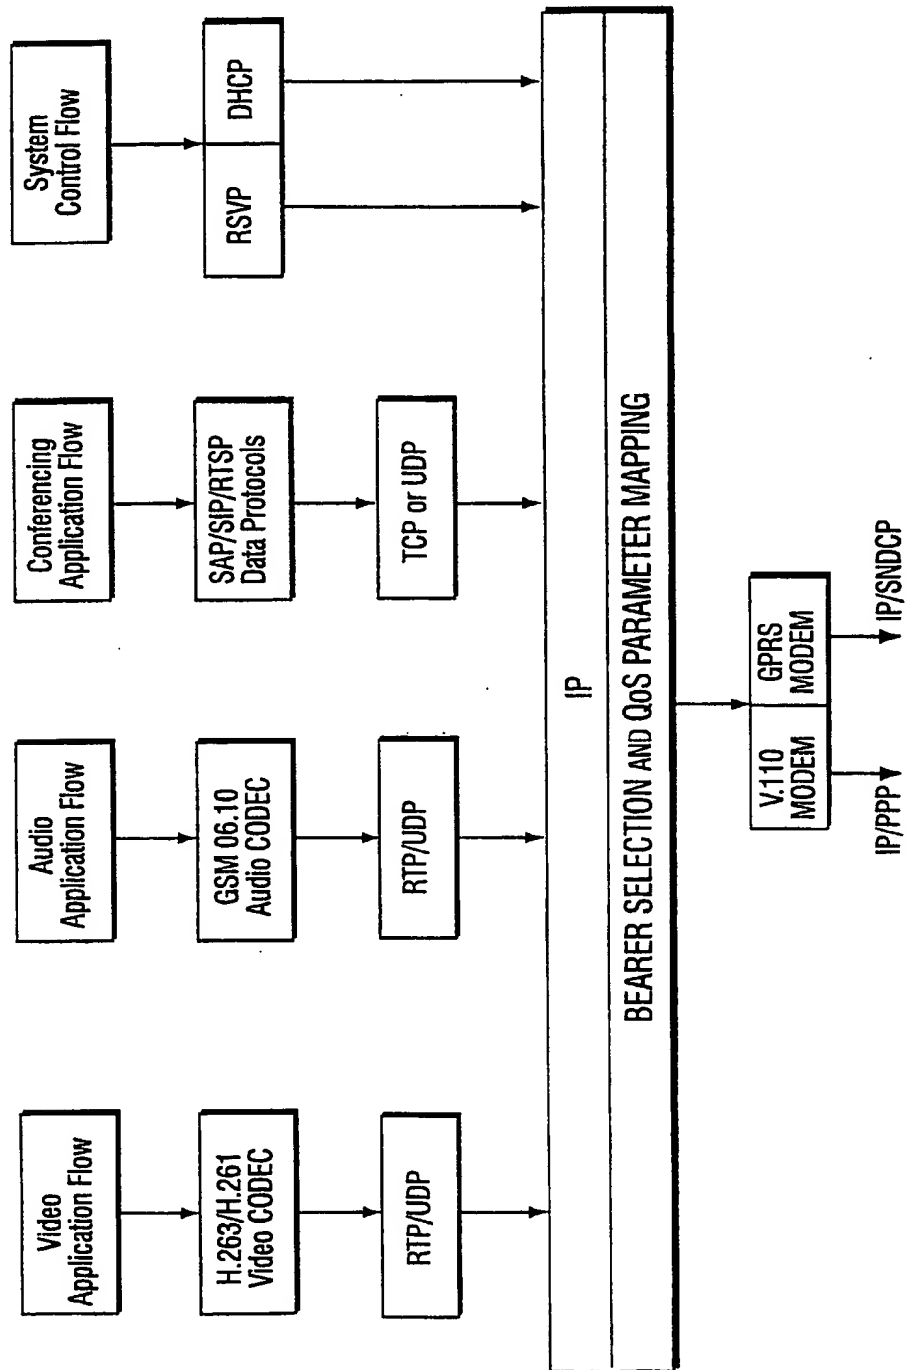 Video
Application Flow
H.263/H.261
Video CODEC
RTP/UDP
Audio
Application Flow
GSM 06.10
Audio CODEC
RTP/UDP
Conferencing
Application Flow
SAP/SIP/RTSP
Data Protocols
TCP or UDP
System
Control Flow
RSVP
DHCP
IP
BEARER SELECTION AND QoS PARAMETER MAPPING
V.110
MODEM
GPRS
MODEM
IP/PPP
IP/SNDCP